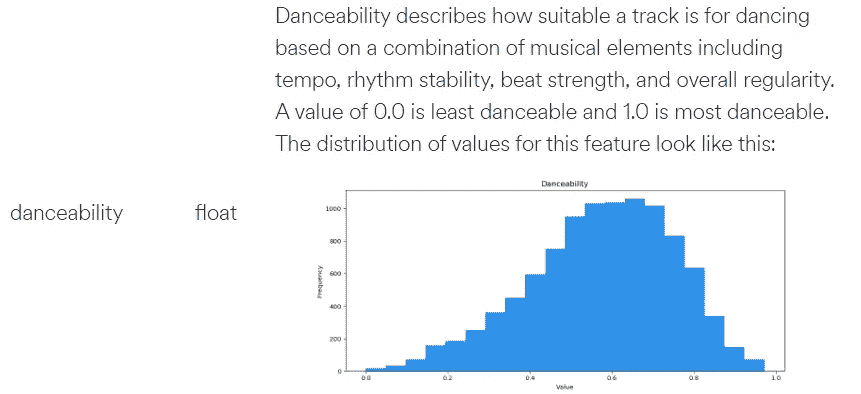 Danceability describes how suitable a track is for dancing
based on a combination of musical elements including
tempo, rhythm stability, beat strength, and overall regularity.
A value of 0.0 is least danceable and 1.0 is most danceable.
The distribution of values for this feature look like this:
danceability float
Danceability
1000
800
600
400
200
0
Frequency
0.0 0.2 0.4 0.6 0.8 1.0
Value